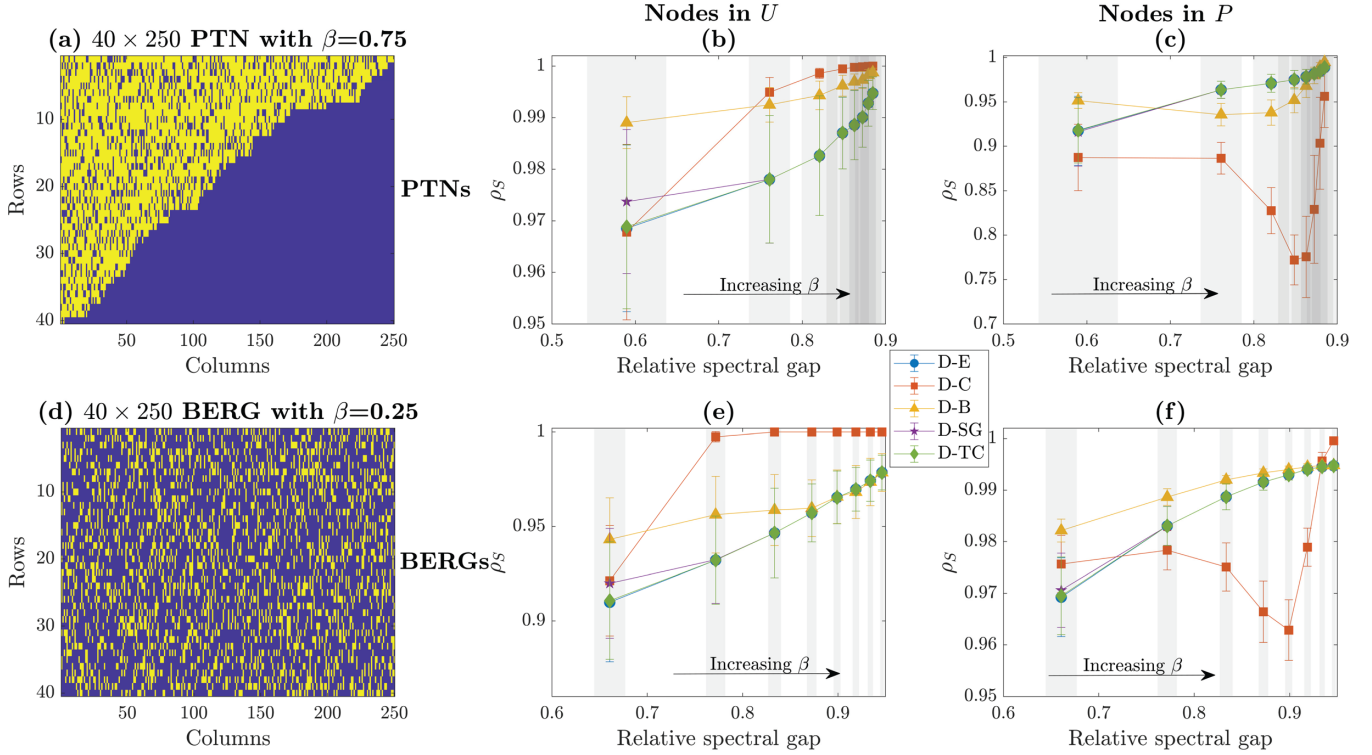 Nodes in U
Nodes in P
(a) 40 × 250 PTN with β=0.75
(b)
(c)
10
20
30
40
Rows
50
100
150
200
250
Columns
PTNs
1
0.99
0.98
0.97
0.96
0.95
ρS
Increasing β
0.5
0.6
0.7
0.8
0.9
Relative spectral gap
1
0.95
0.9
0.85
0.8
0.75
0.7
ρS
Increasing β
0.5
0.6
0.7
0.8
0.9
Relative spectral gap
D-E
D-C
D-B
D-SG
D-TC
(d) 40 × 250 BERG with β=0.25
(e)
(f)
10
20
30
40
Rows
50
100
150
200
250
Columns
BERGs
1
0.95
0.9
ρS
Increasing β
0.6
0.7
0.8
0.9
Relative spectral gap
1
0.99
0.98
0.97
0.96
0.95
ρS
Increasing β
0.6
0.7
0.8
0.9
Relative spectral gap